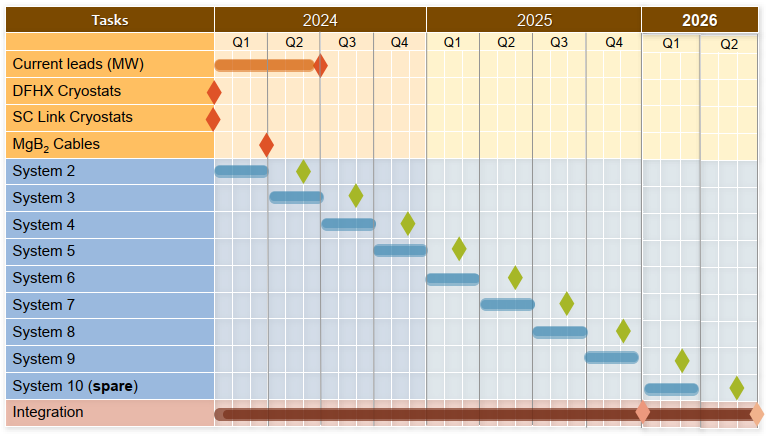 Tasks 2024 2025 2026
Q1 Q2 Q3 Q4 Q1 Q2 Q3 Q4 Q1 Q2
Current leads (MW)
DFHX Cryostats
SC Link Cryostats
MgB2 Cables
System 2
System 3
System 4
System 5
System 6
System 7
System 8
System 9
System 10 (spare)
Integration